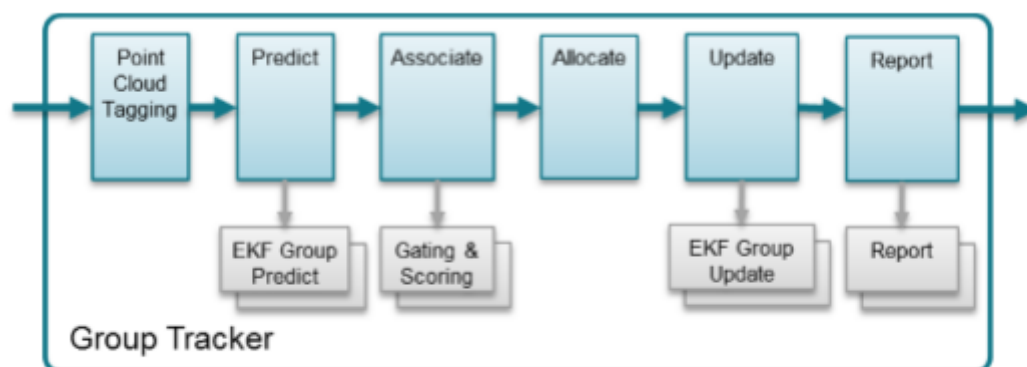 Point
Cloud
Tagging
Predict
Associate
Allocate
Update
Report
EKF Group
Predict
Gating &
Scoring
EKF Group
Update
Report
Group Tracker